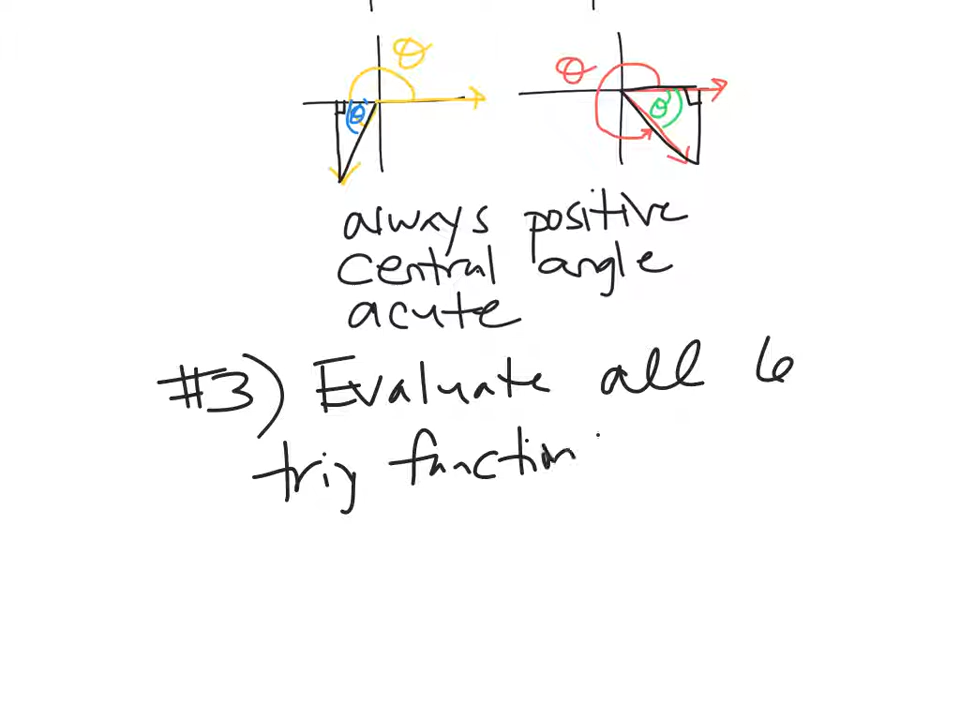 θ θ
θ' θ'
always positive
central angle
acute
#3) Evaluate all 6
trig function